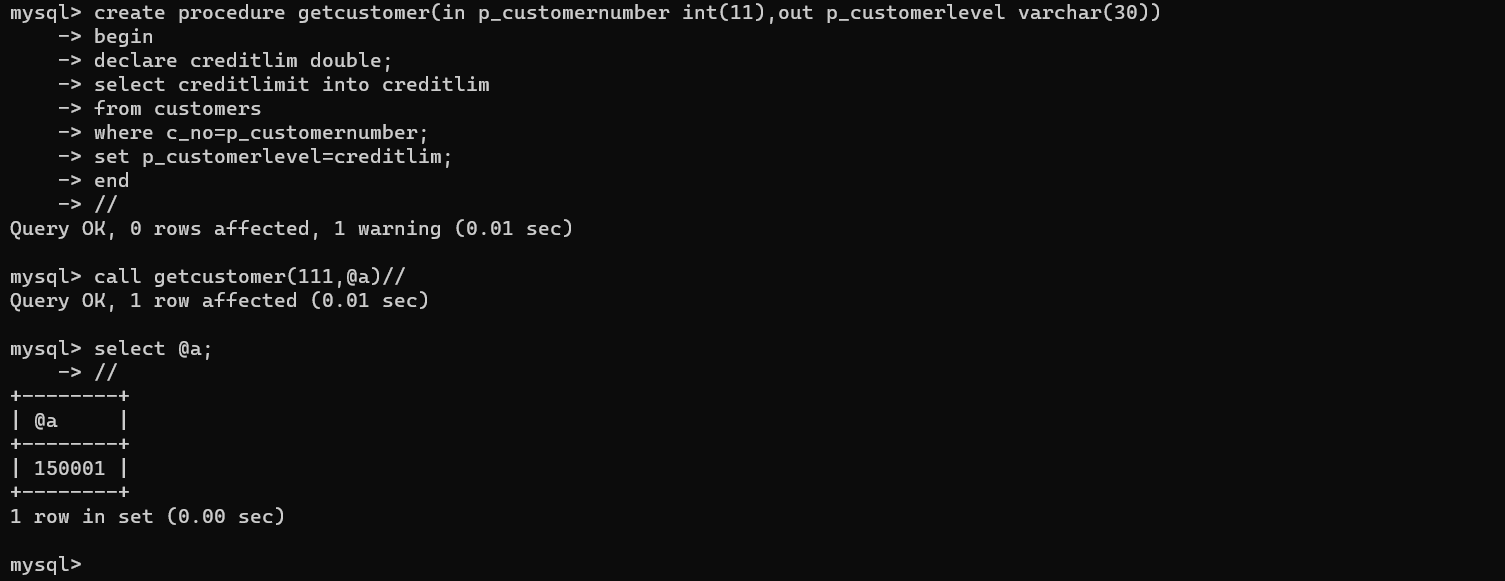 mysql> create procedure getcustomer(in p_customernumber int(11),out p_customerlevel varchar(30))
    -> begin
    -> declare creditlim double;
    -> select creditlimit into creditlim
    -> from customers
    -> where c_no=p_customernumber;
    -> set p_customerlevel=creditlim;
    -> end
    -> //
Query OK, 0 rows affected, 1 warning (0.01 sec)

mysql> call getcustomer(111,@a)//
Query OK, 1 row affected (0.01 sec)

mysql> select @a;
    -> //
+--------+
| @a     |
+--------+
| 150001 |
+--------+
1 row in set (0.00 sec)

mysql>